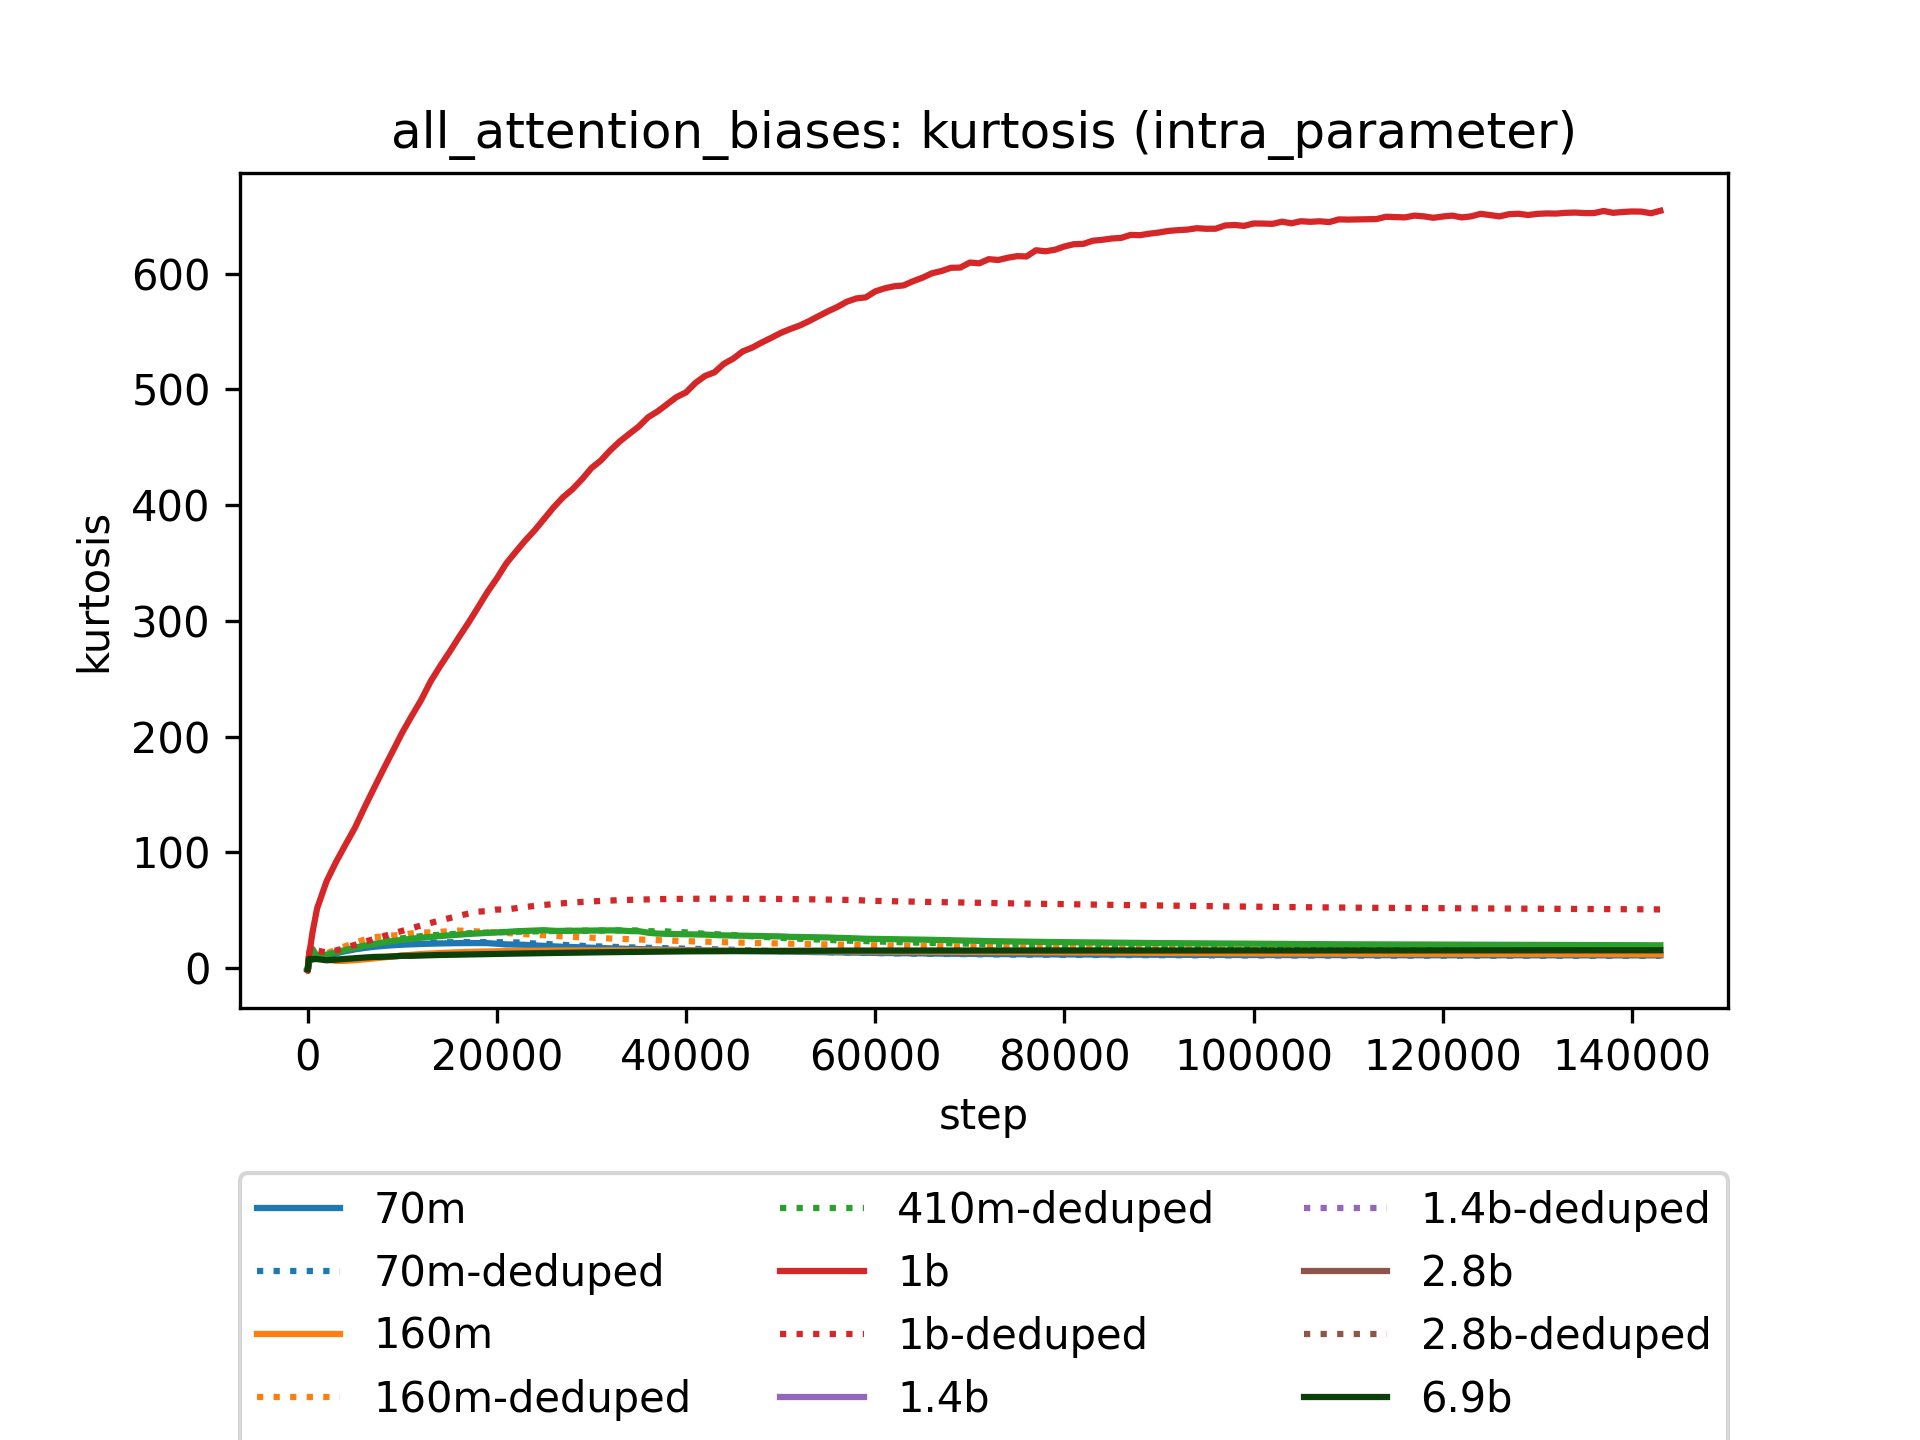 all_attention_biases: kurtosis (intra_parameter)
kurtosis
600
500
400
300
200
100
0
0 20000 40000 60000 80000 100000 120000 140000
step
70m
70m-deduped
160m
160m-deduped
410m-deduped
1b
1b-deduped
1.4b
1.4b-deduped
2.8b
2.8b-deduped
6.9b